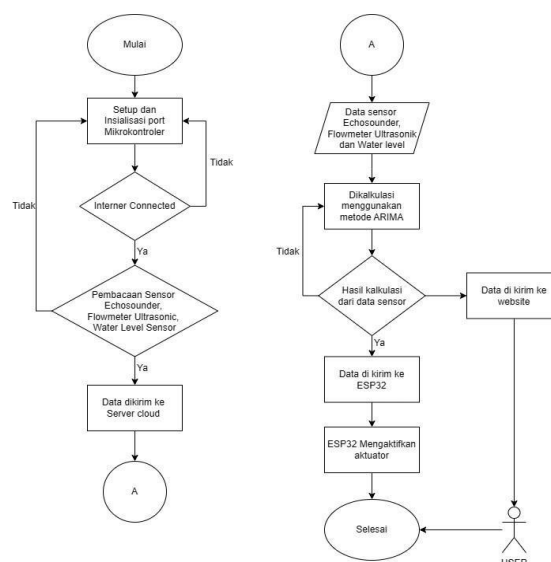 Mulai
Setup dan
Insialisasi port
Mikrokontroler
Tidak
Interner Connected
Tidak
Ya
Pembacaan Sensor
Echosounder,
Flowmeter Ultrasonic,
Water Level Sensor
Ya
Data dikirim ke
Server cloud
A
A
Data sensor
Echosounder,
Flowmeter Ultrasonik
dan Water level
Dikalkulasi
menggunakan
metode ARIMA
Tidak
Hasil kalkulasi
dari data sensor
Data di kirim ke
website
Ya
Data di kirim ke
ESP32
ESP32 Mengaktifkan
aktuator
Selesai
USER